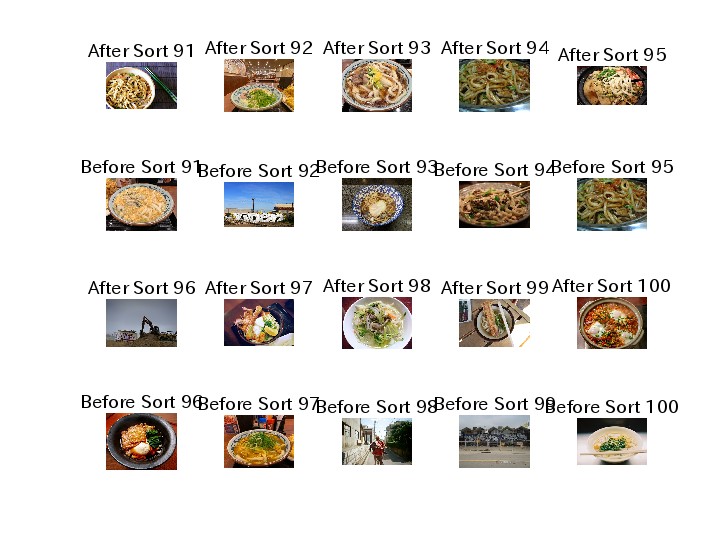 After Sort 91
After Sort 92
After Sort 93
After Sort 94
After Sort 95
Before Sort 91
Before Sort 92
Before Sort 93
Before Sort 94
Before Sort 95
After Sort 96
After Sort 97
After Sort 98
After Sort 99
After Sort 100
Before Sort 96
Before Sort 97
Before Sort 98
Before Sort 99
Before Sort 100